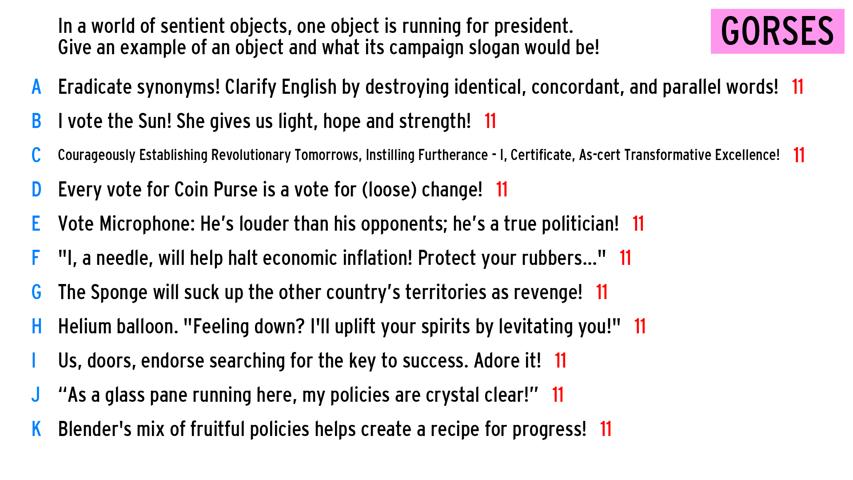 In a world of sentient objects, one object is running for president.
Give an example of an object and what its campaign slogan would be!
GORSES
A Eradicate synonyms! Clarify English by destroying identical, concordant, and parallel words! 11
B I vote the Sun! She gives us light, hope and strength! 11
C Courageously Establishing Revolutionary Tomorrows, Instilling Furtherance - I, Certificate, As-cert Transformative Excellence! 11
D Every vote for Coin Purse is a vote for (loose) change! 11
E Vote Microphone: He’s louder than his opponents; he’s a true politician! 11
F "I, a needle, will help halt economic inflation! Protect your rubbers..." 11
G The Sponge will suck up the other country’s territories as revenge! 11
H Helium balloon. "Feeling down? I'll uplift your spirits by levitating you!" 11
I Us, doors, endorse searching for the key to success. Adore it! 11
J “As a glass pane running here, my policies are crystal clear!” 11
K Blender's mix of fruitful policies helps create a recipe for progress! 11